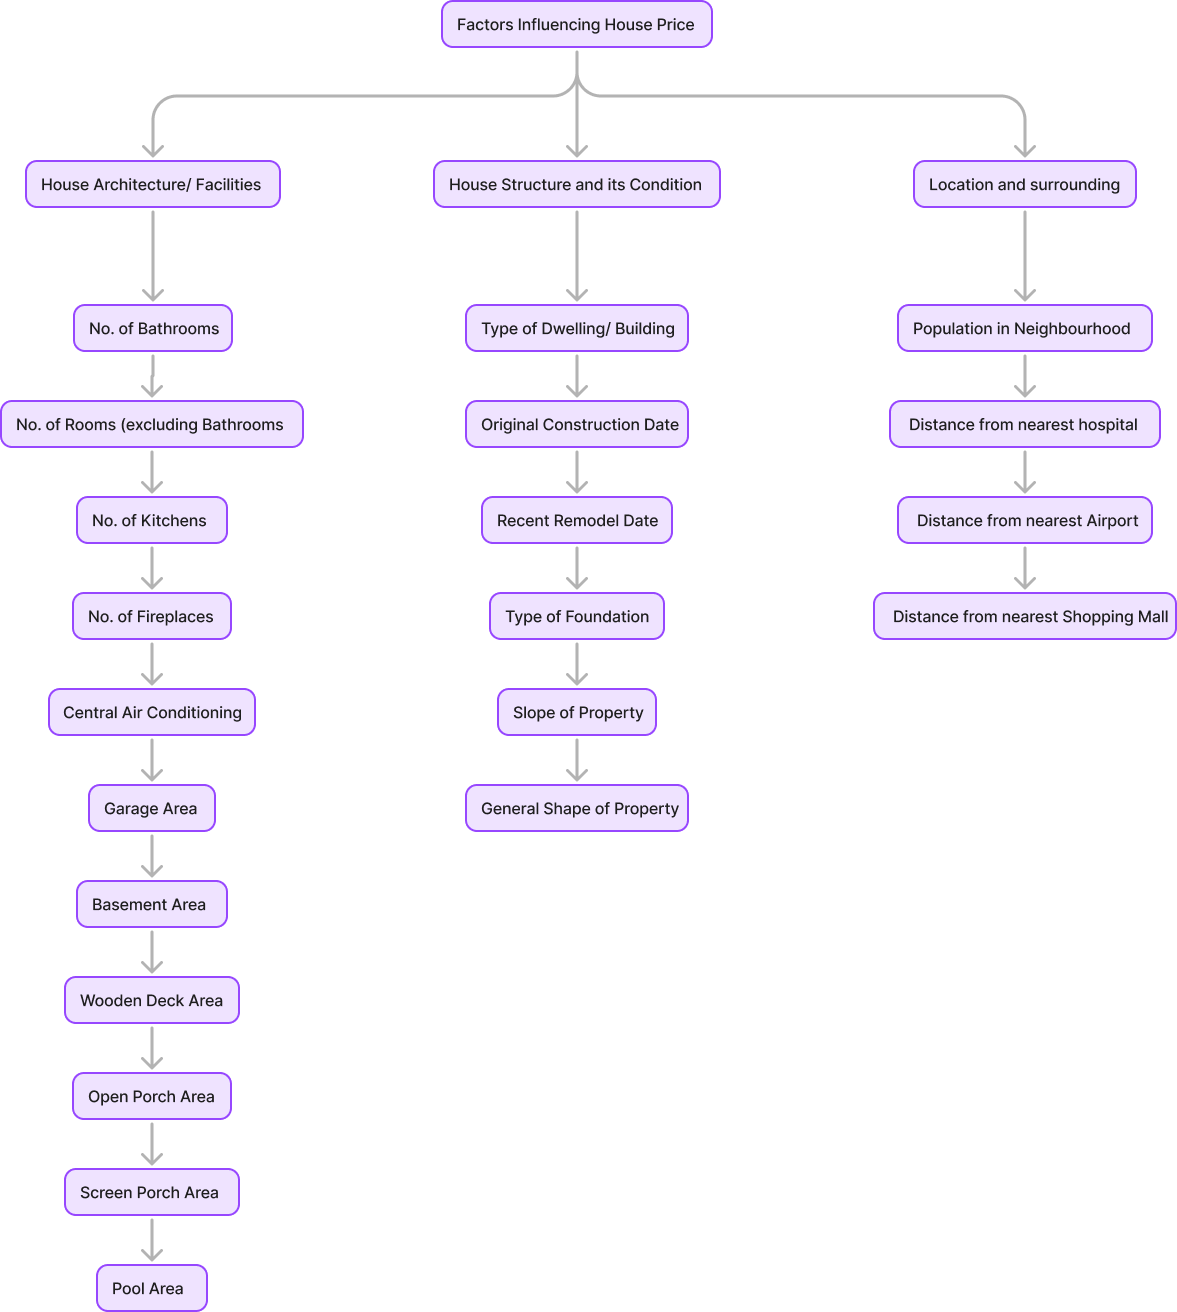 Factors Influencing House Price
House Architecture/ Facilities
No. of Bathrooms
No. of Rooms (excluding Bathrooms
No. of Kitchens
No. of Fireplaces
Central Air Conditioning
Garage Area
Basement Area
Wooden Deck Area
Open Porch Area
Screen Porch Area
Pool Area
House Structure and its Condition
Type of Dwelling/ Building
Original Construction Date
Recent Remodel Date
Type of Foundation
Slope of Property
General Shape of Property
Location and surrounding
Population in Neighbourhood
Distance from nearest hospital
Distance from nearest Airport
Distance from nearest Shopping Mall